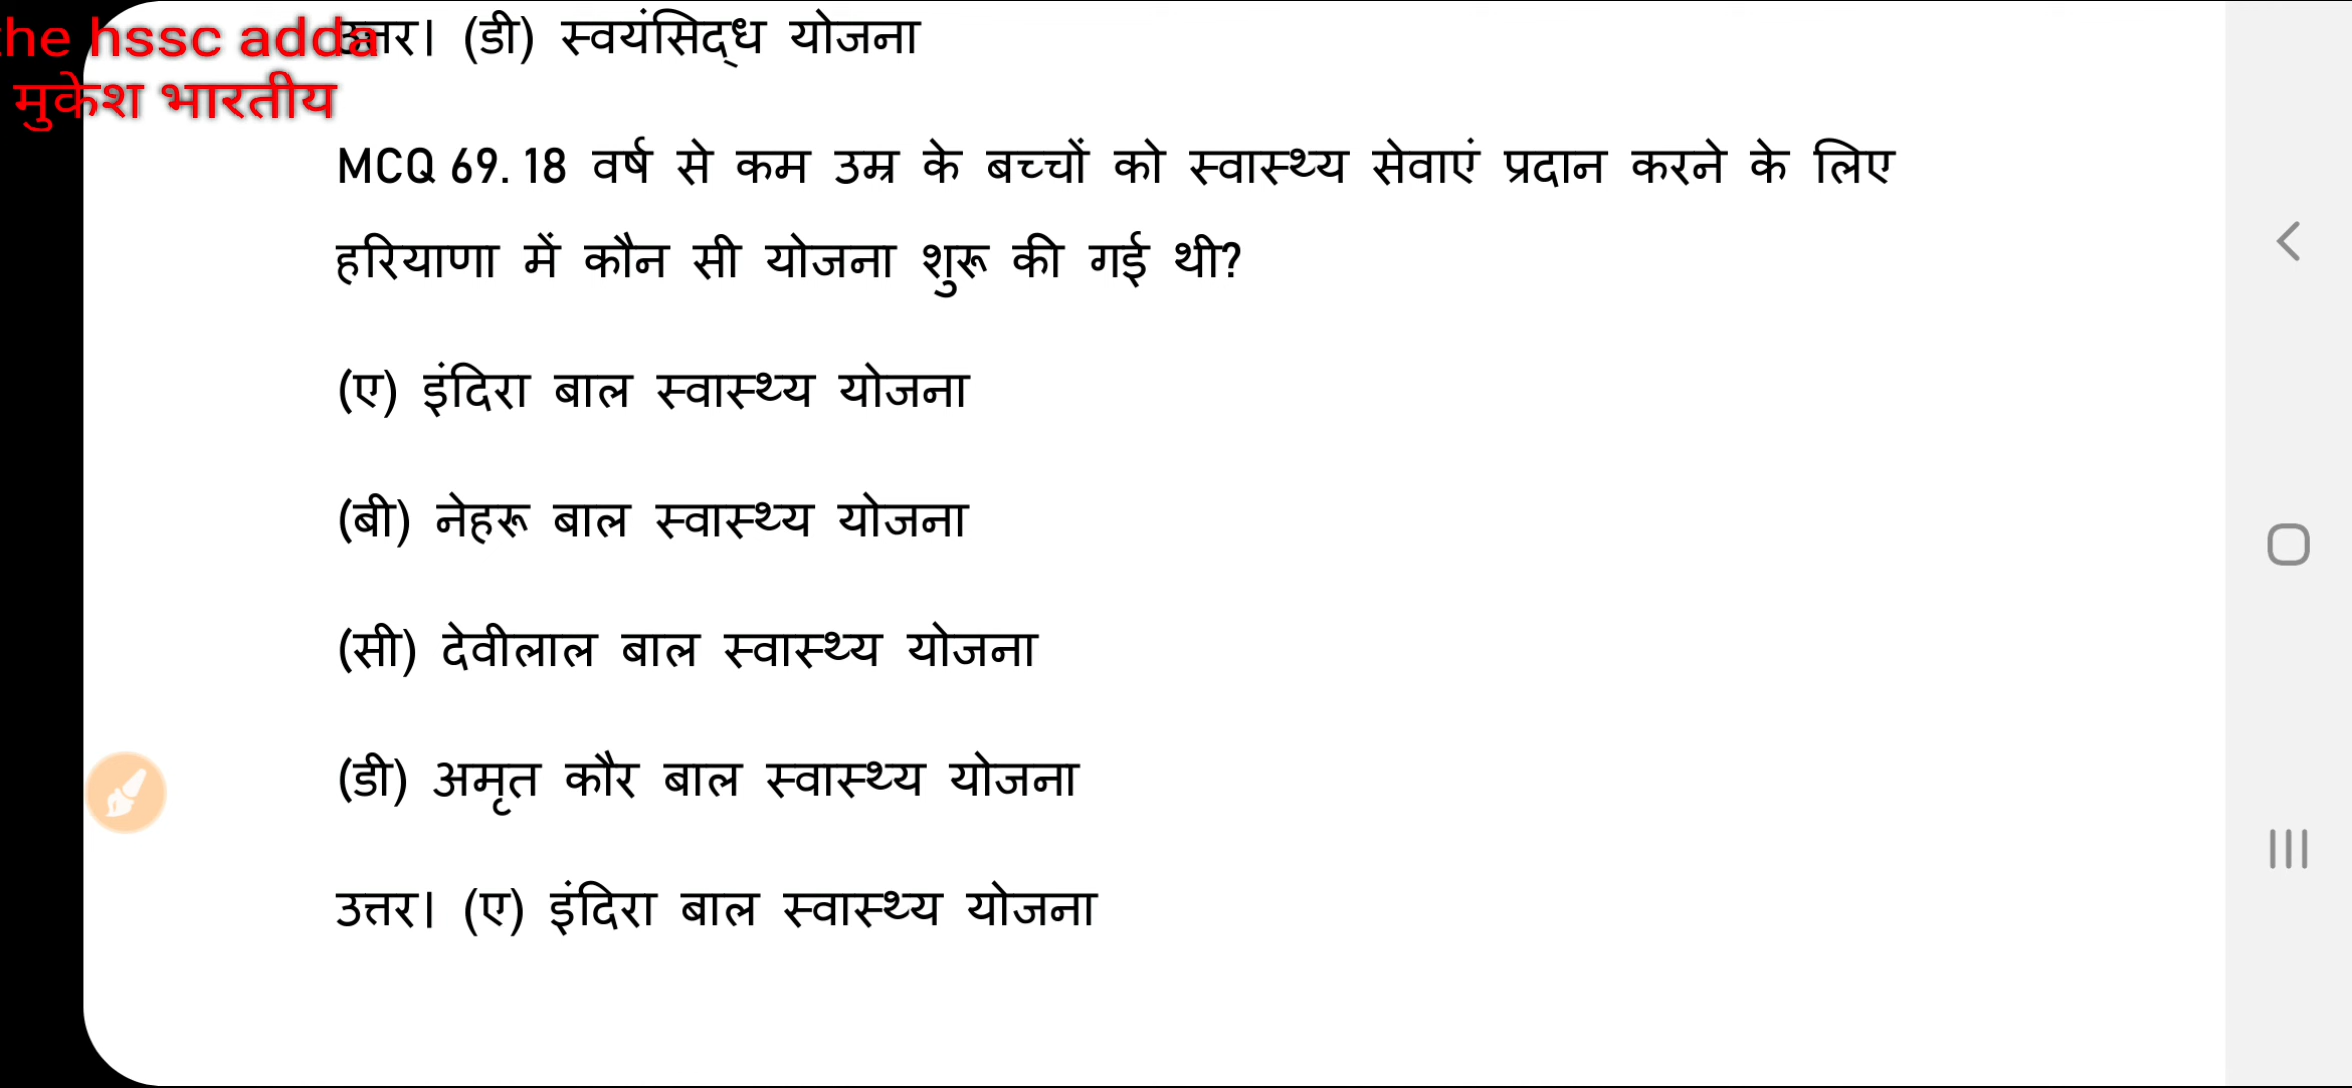 he hssc adda
मुकेश भारतीय
उत्तर। (डी) स्वयंसिद्ध योजना
MCQ 69. 18 वर्ष से कम उम्र के बच्चों को स्वास्थ्य सेवाएं प्रदान करने के लिए
हरियाणा में कौन सी योजना शुरू की गई थी?
(ए) इंदिरा बाल स्वास्थ्य योजना
(बी) नेहरू बाल स्वास्थ्य योजना
(सी) देवीलाल बाल स्वास्थ्य योजना
(डी) अमृत कौर बाल स्वास्थ्य योजना
उत्तर। (ए) इंदिरा बाल स्वास्थ्य योजना